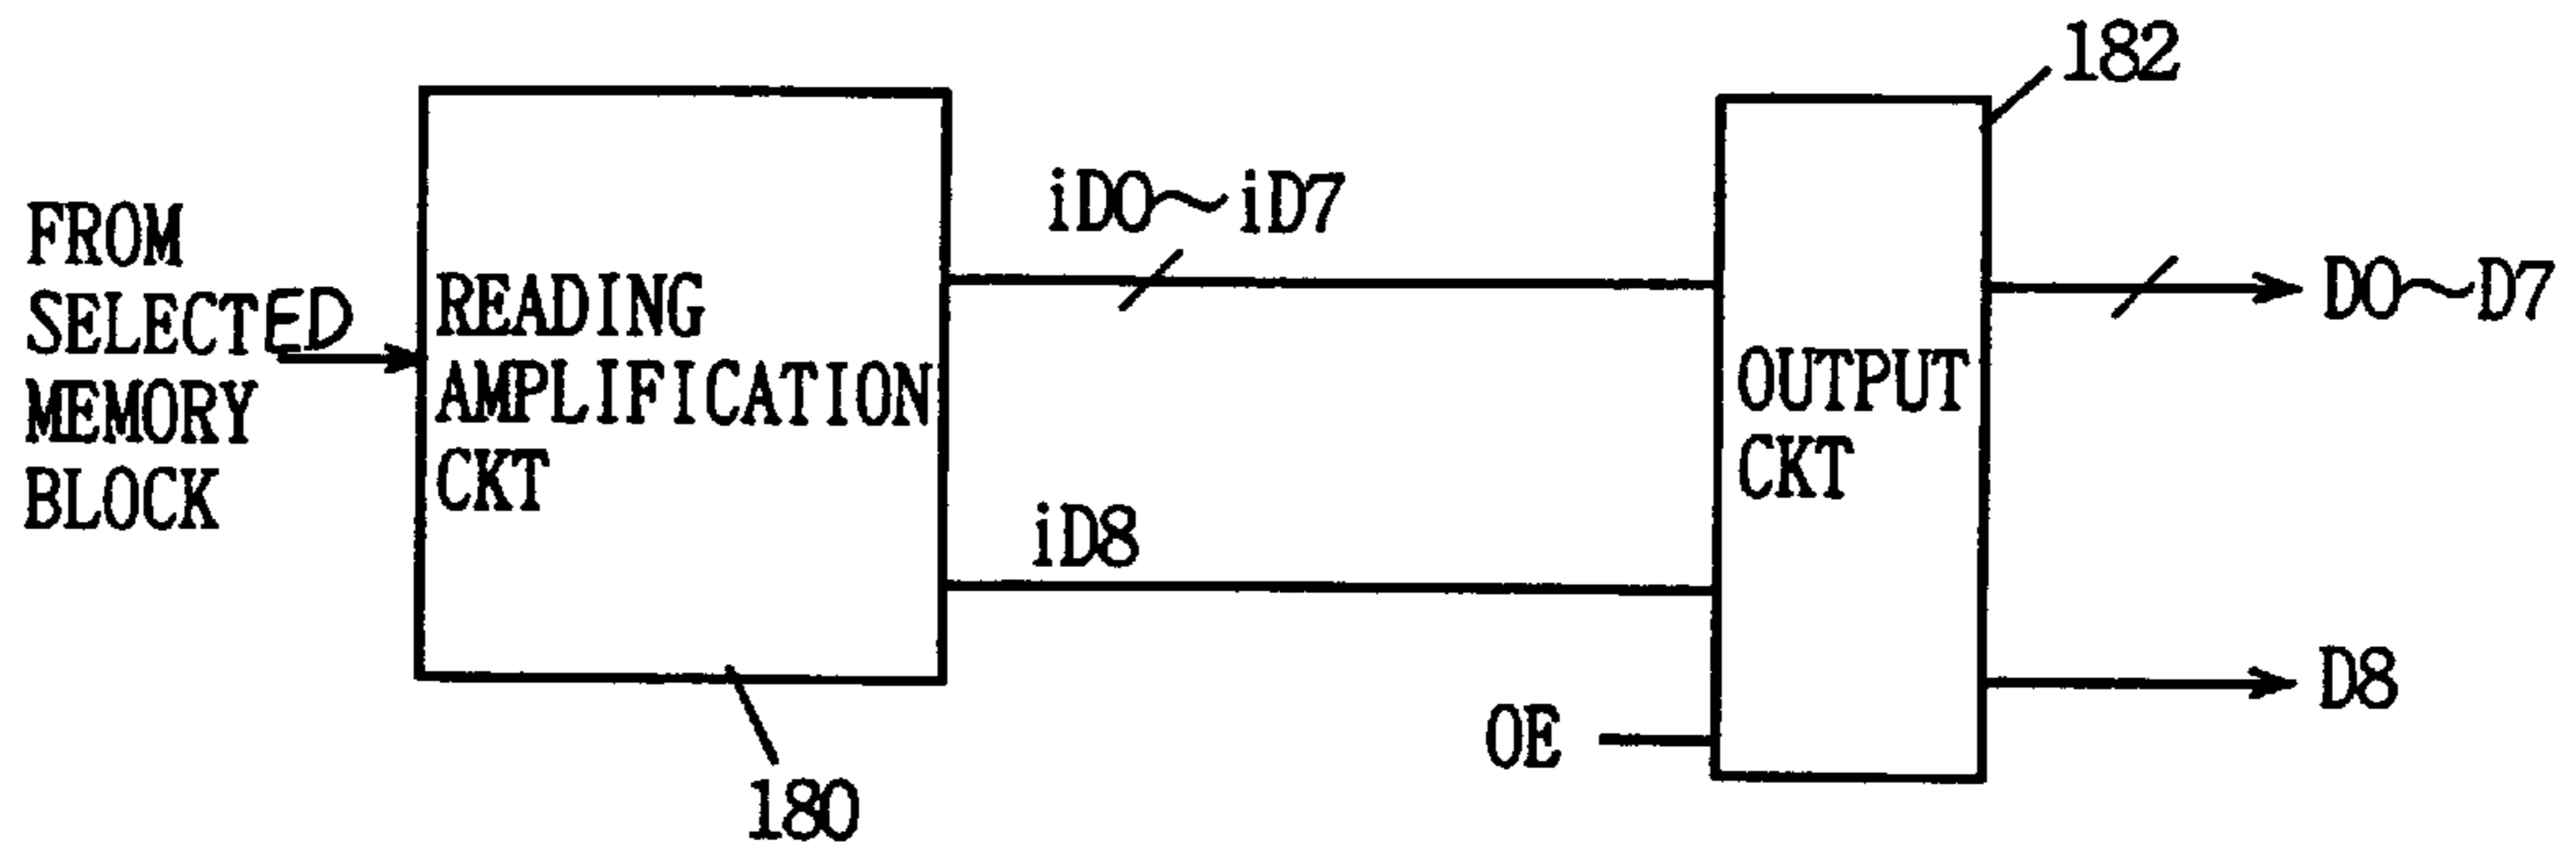 182
FROM
SELECTED
MEMORY
BLOCK
READING
AMPLIFICATION
CKT
iD0~iD7
iD8
OUTPUT
CKT
OE
D0~D7
D8
180